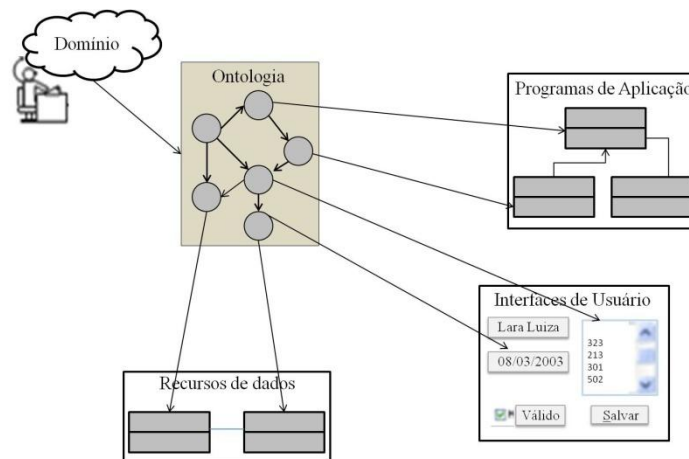 Domínio
Ontologia
Programas de Aplicação
Interfaces de Usuário
Lara Luiza
08/03/2003
323
213
301
502
Válido
Salvar
Recursos de dados